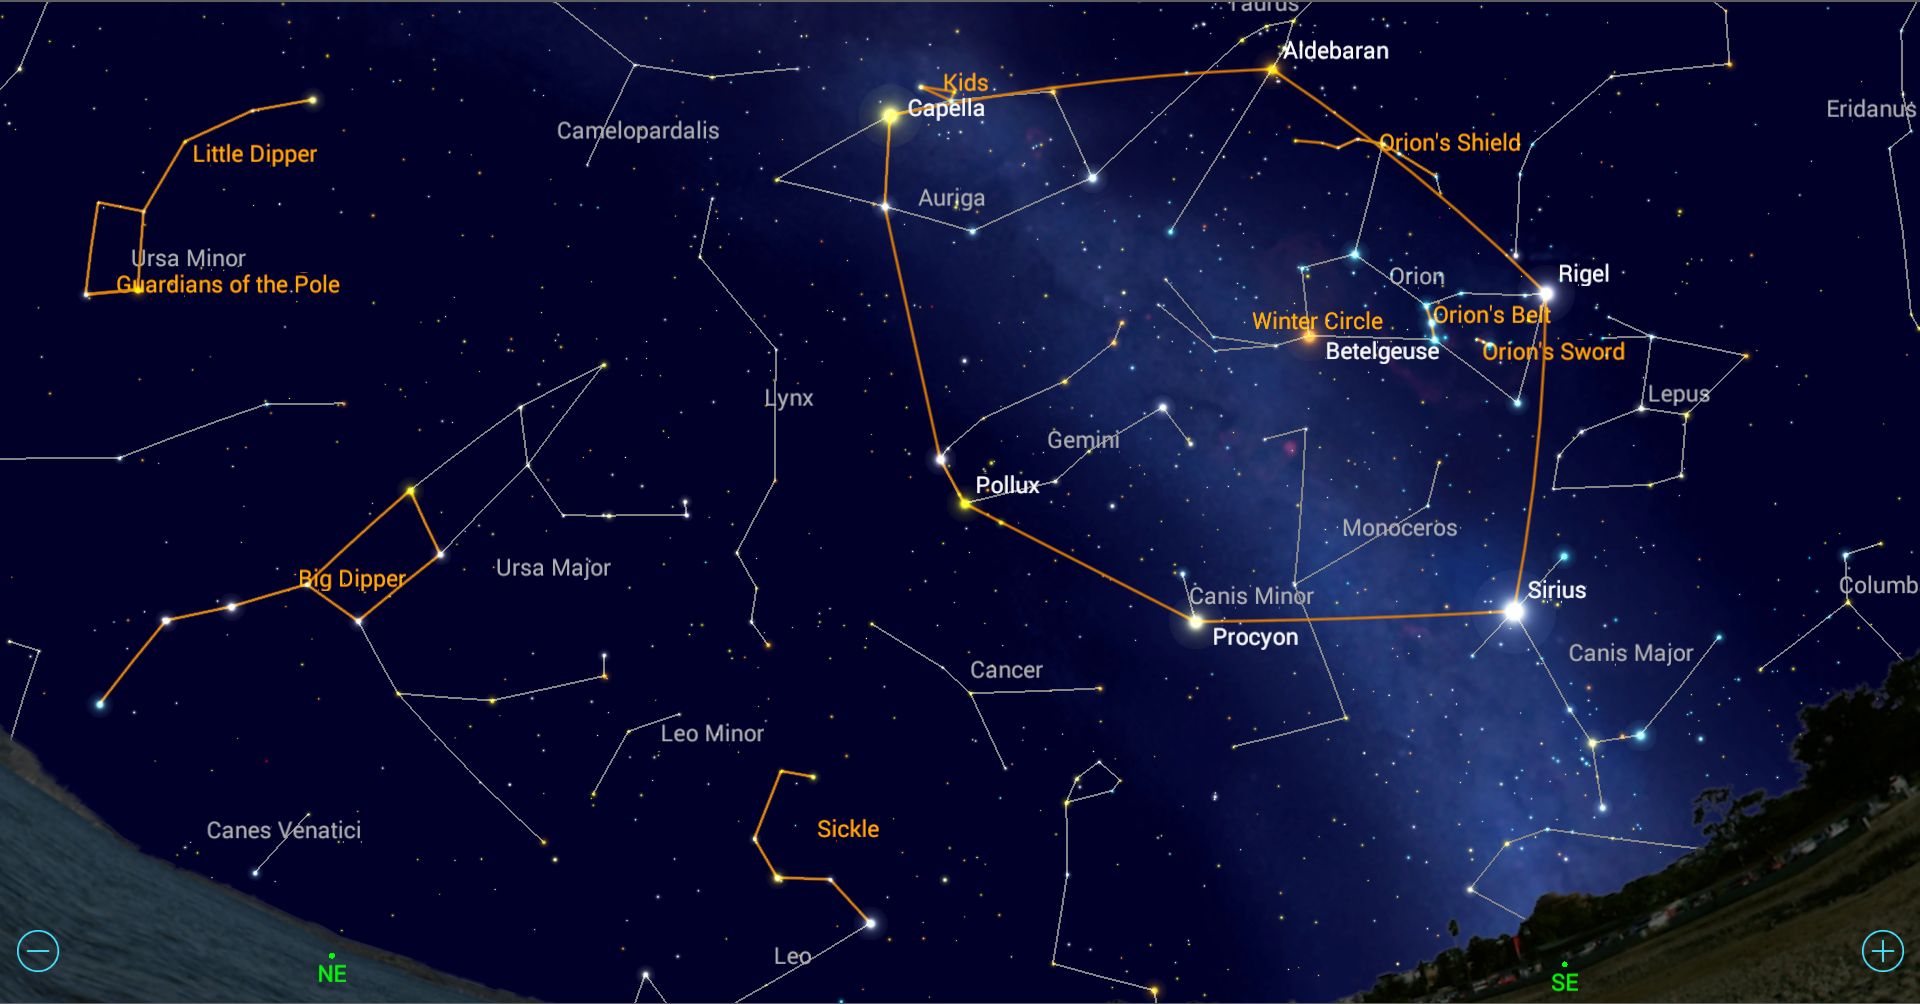 Taurus
Aldebaran
Kids
Capella
Eridanus
Camelopardalis
Orion's Shield
Little Dipper
Auriga
Ursa Minor
Guardians of the Pole
Orion
Rigel
Winter Circle
Orion's Belt
Betelgeuse
Orion's Sword
Lynx
Lepus
Gemini
Pollux
Monoceros
Ursa Major
Big Dipper
Canis Minor
Sirius
Columb
Procyon
Canis Major
Cancer
Leo Minor
Canes Venatici
Sickle
Leo
NE
SE